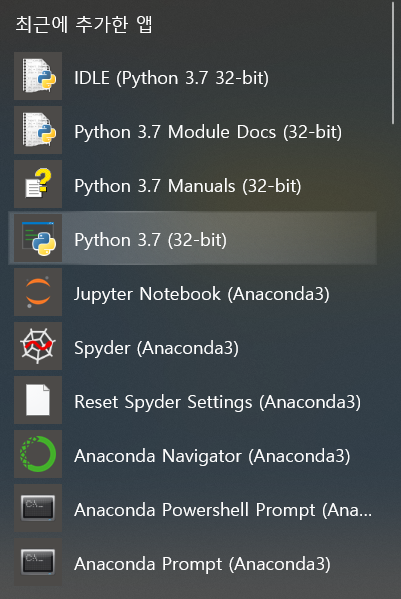 최근에 추가한 앱
IDLE (Python 3.7 32-bit)
Python 3.7 Module Docs (32-bit)
Python 3.7 Manuals (32-bit)
Python 3.7 (32-bit)
Jupyter Notebook (Anaconda3)
Spyder (Anaconda3)
Reset Spyder Settings (Anaconda3)
Anaconda Navigator (Anaconda3)
Anaconda Powershell Prompt (Ana...
Anaconda Prompt (Anaconda3)